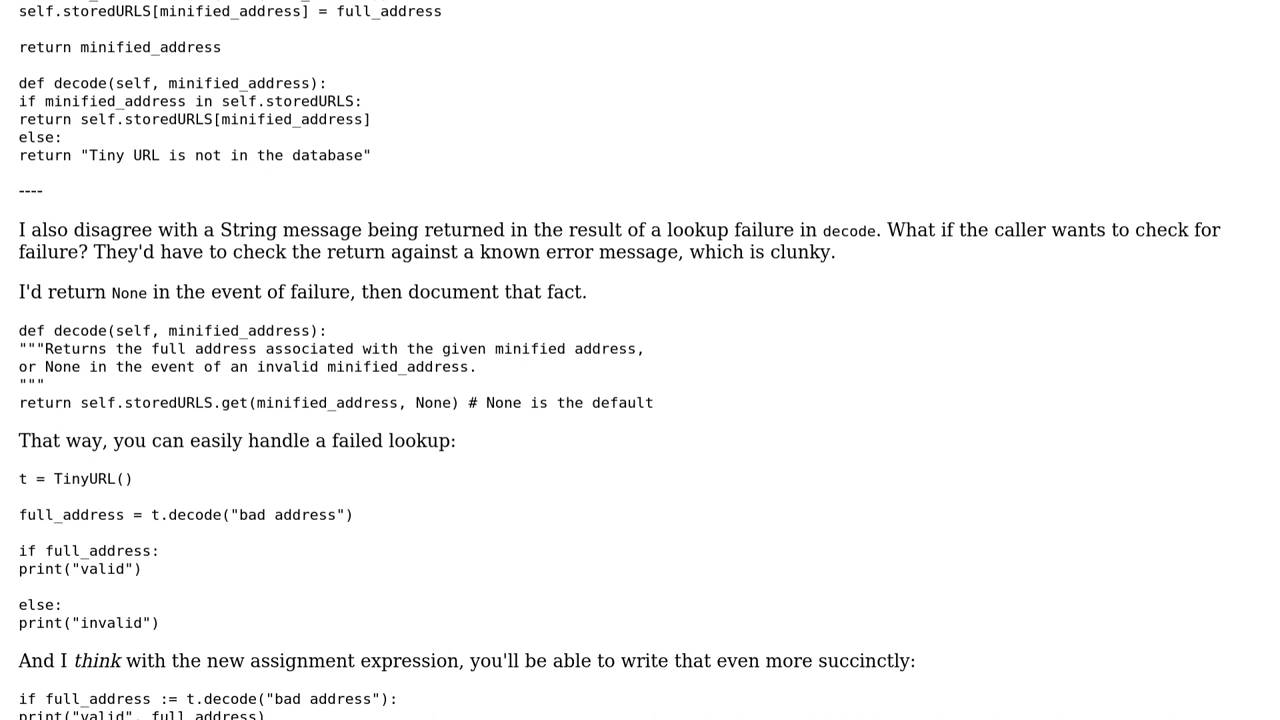 self.storedURLS[minified_address] = full_address
return minified_address
def decode(self, minified_address):
if minified_address in self.storedURLS:
return self.storedURLS[minified_address]
else:
return "Tiny URL is not in the database"
----
I also disagree with a String message being returned in the result of a lookup failure in decode. What if the caller wants to check for
failure? They'd have to check the return against a known error message, which is clunky.
I'd return None in the event of failure, then document that fact.
def decode(self, minified_address):
"""Returns the full address associated with the given minified address,
or None in the event of an invalid minified_address.
"""
return self.storedURLS.get(minified_address, None) # None is the default
That way, you can easily handle a failed lookup:
t = TinyURL()
full_address = t.decode("bad address")
if full_address:
print("valid")
else:
print("invalid")
And I think with the new assignment expression, you'll be able to write that even more succinctly:
if full_address := t.decode("bad address"):
print("valid", full_address)